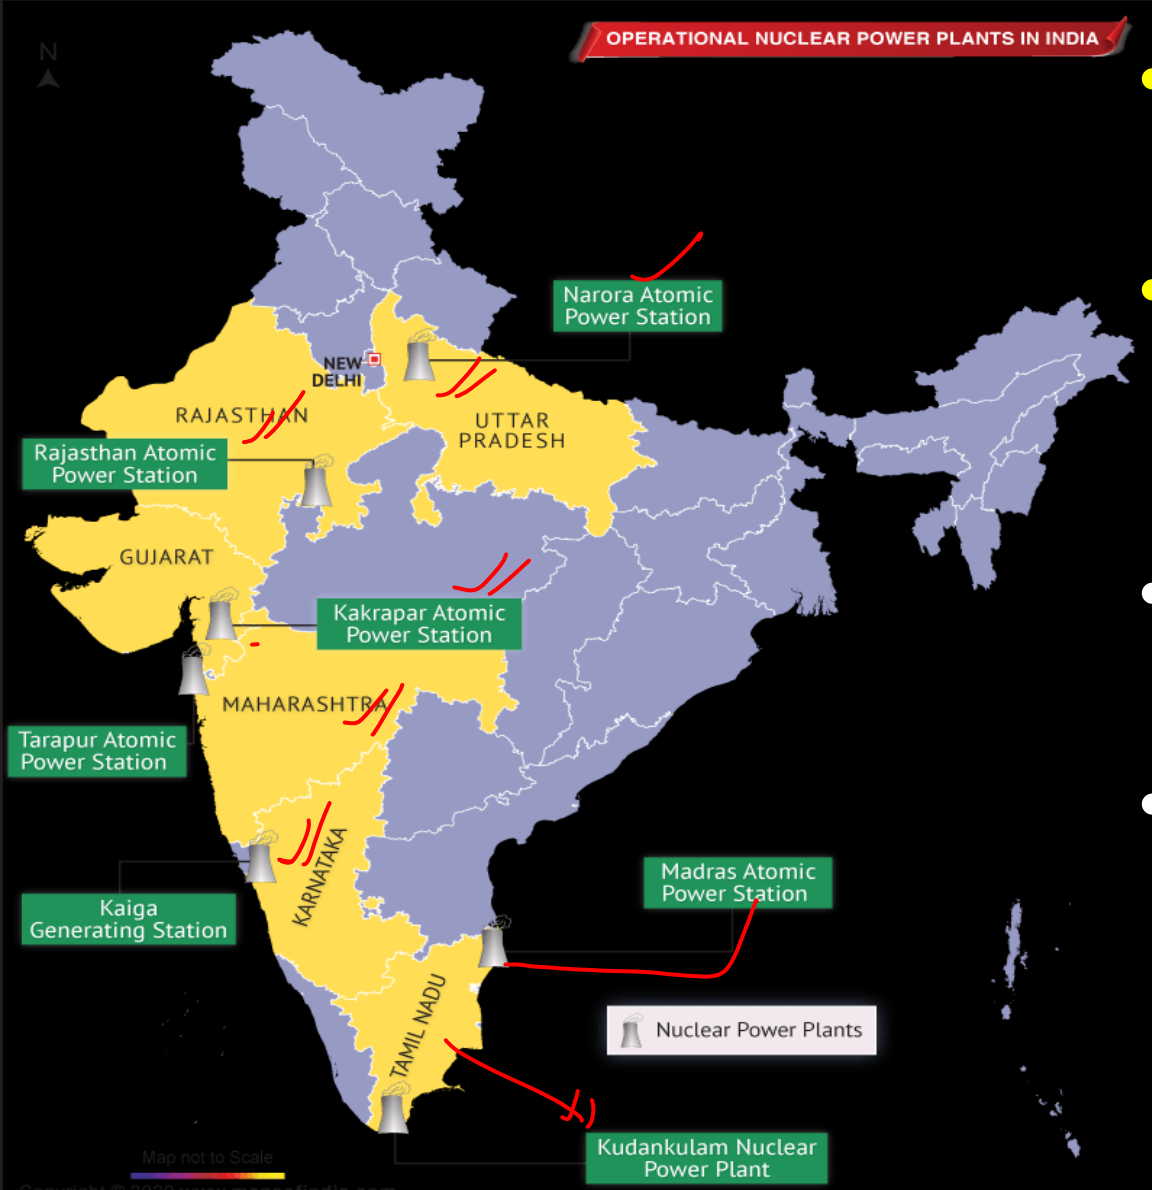 OPERATIONAL NUCLEAR POWER PLANTS IN INDIA
N
Narora Atomic
Power Station
NEW
DELHI
RAJASTHAN
UTTAR
PRADESH
Rajasthan Atomic
Power Station
GUJARAT
Kakrapar Atomic
Power Station
MAHARASHTRA
Tarapur Atomic
Power Station
KARNATAKA
Madras Atomic
Power Station
Kaiga
Generating Station
TAMIL NADU
Nuclear Power Plants
Kudankulam Nuclear
Power Plant
Map not to Scale